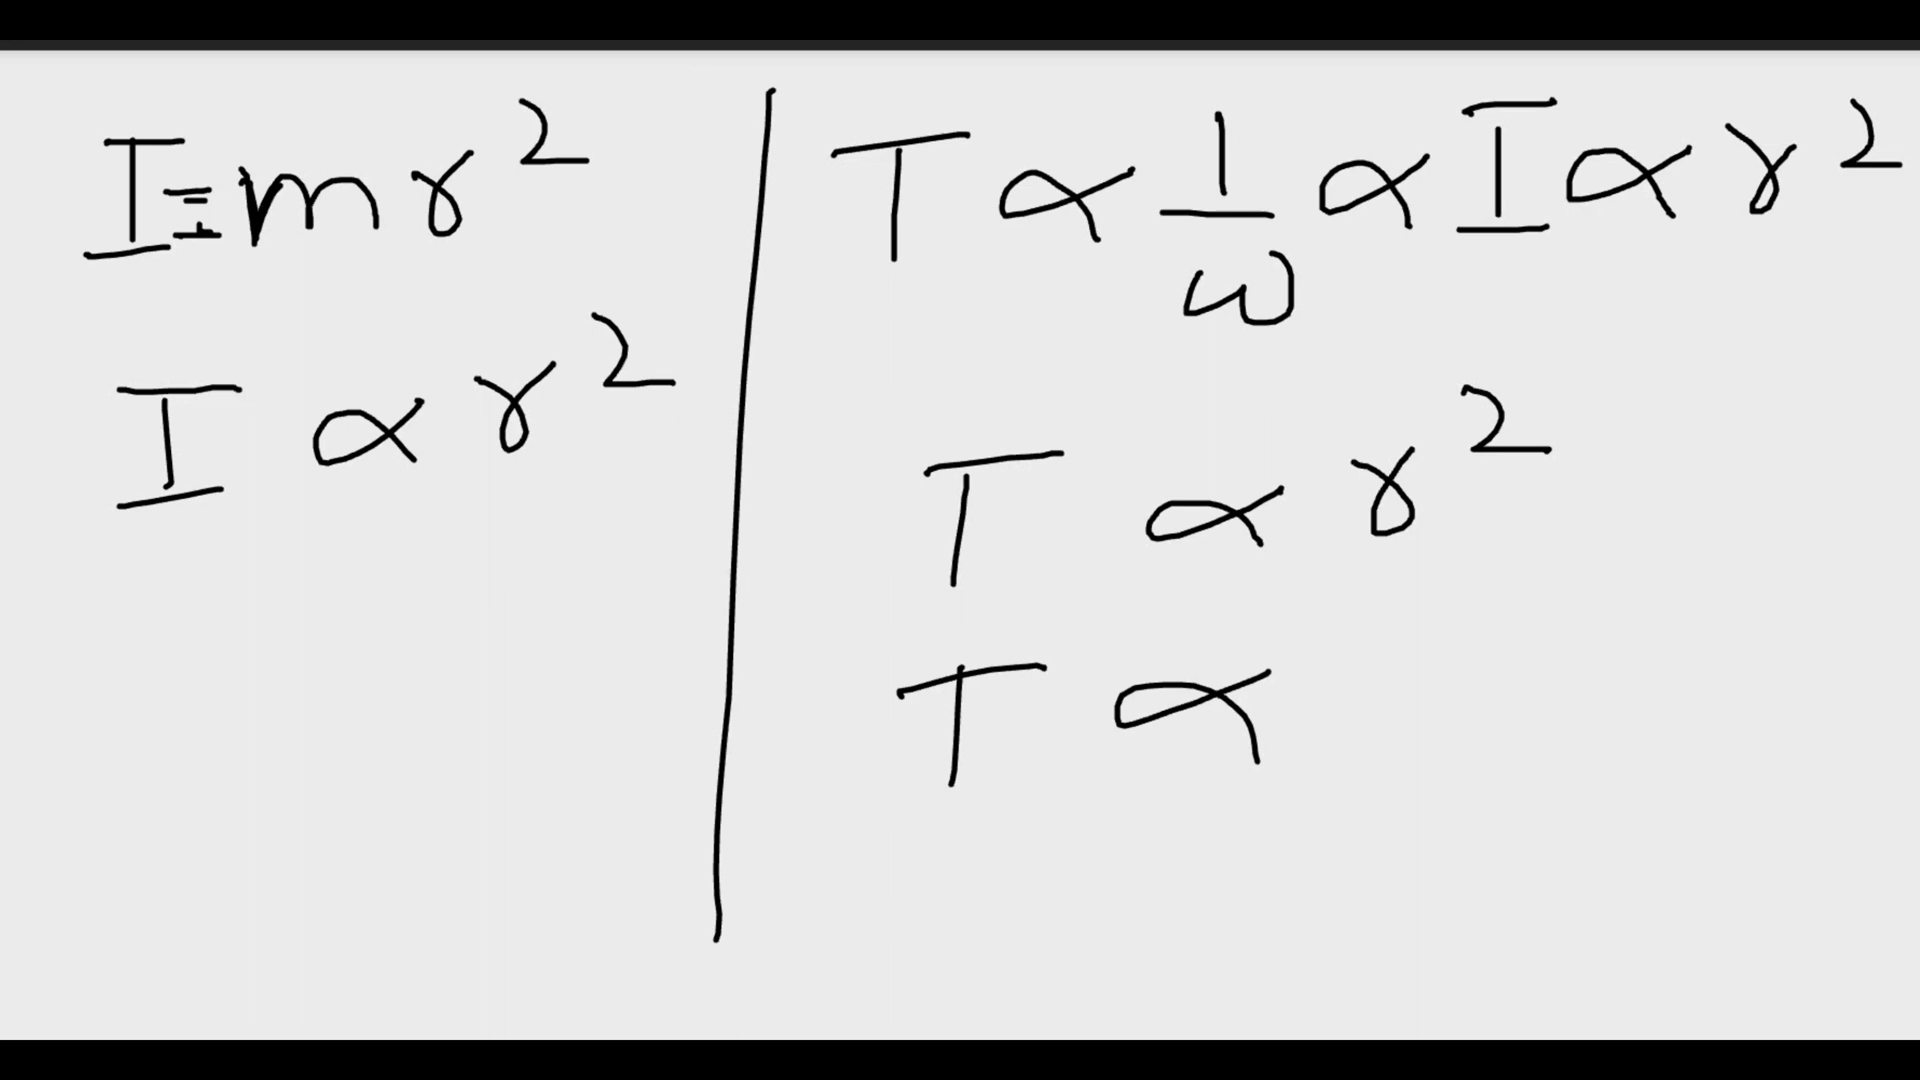 I = mr²
I ∝ r²
T ∝ 1/ω ∝ I ∝ r²
T ∝ r²
T ∝